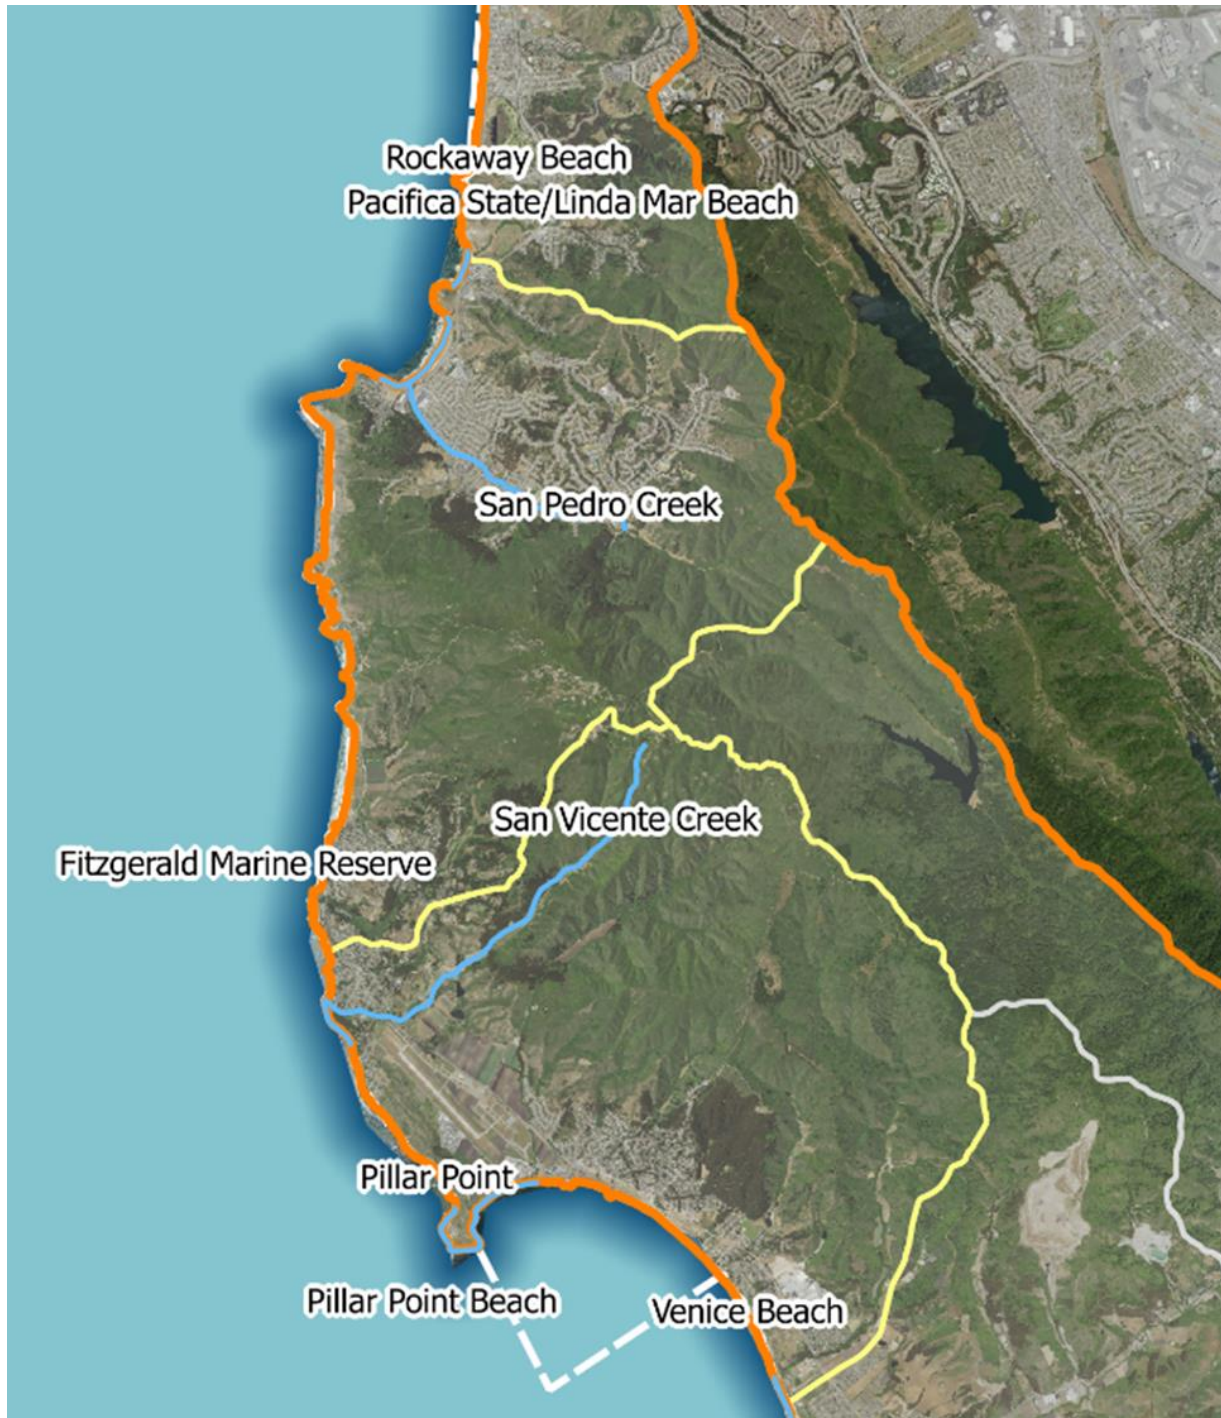 Rockaway Beach
Pacifica State/Linda Mar Beach
San Pedro Creek
San Vicente Creek
Fitzgerald Marine Reserve
Pillar Point
Pillar Point Beach
Venice Beach